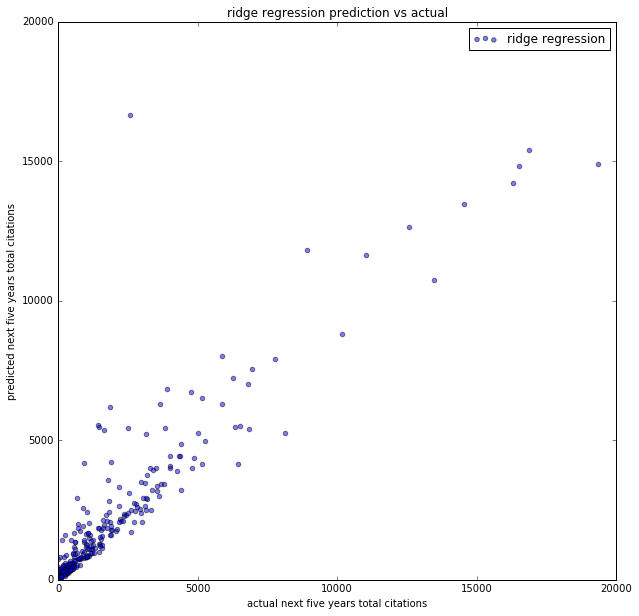 ridge regression prediction vs actual
ridge regression
20000
15000
10000
5000
0
predicted next five years total citations
0
5000
10000
15000
20000
actual next five years total citations